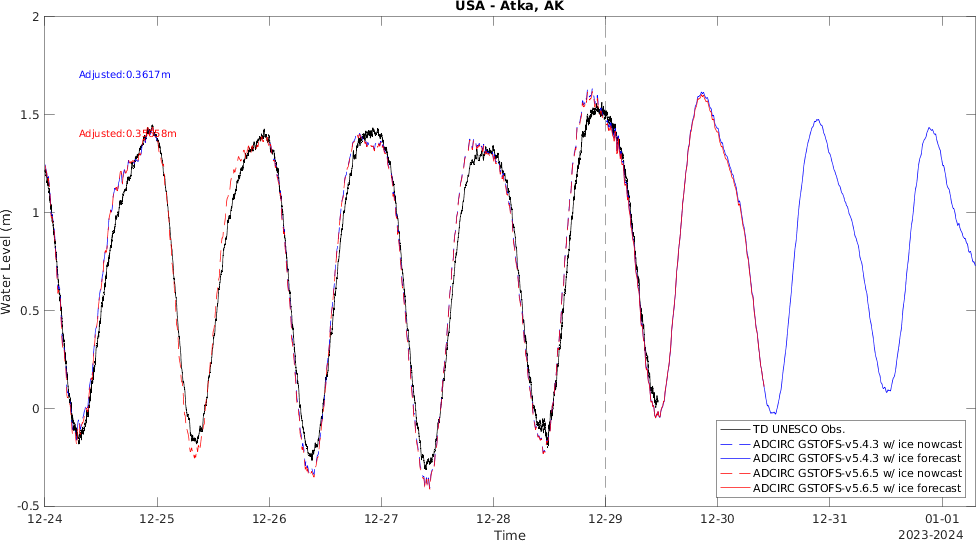 USA - Atka, AK
2
1.5
1
0.5
0
-0.5
Water Level (m)
Adjusted:0.3617m
TD UNESCO Obs.
ADCIRC GSTOFS-v5.4.3 w/ ice nowcast
ADCIRC GSTOFS-v5.4.3 w/ ice forecast
ADCIRC GSTOFS-v5.6.5 w/ ice nowcast
ADCIRC GSTOFS-v5.6.5 w/ ice forecast
12-24 12-25 12-26 12-27 12-28 12-29 12-30 12-31 01-01
Time
2023-2024